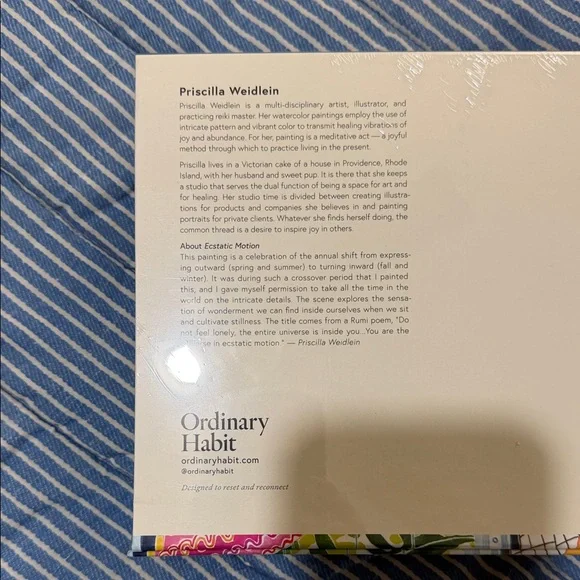 Priscilla Weidlein
Priscilla Weidlein is a multi-disciplinary artist, illustrator, and
practicing reiki master. Her watercolor paintings employ the use of
intricate pattern and vibrant color to transmit healing vibrations of
joy and abundance. For her, painting is a meditative act — a joyful
method through which to practice living in the present.
Priscilla lives in a Victorian cake of a house in Providence, Rhode
Island, with her husband and sweet pup. It is there that she keeps
a studio that serves the dual function of being a space for art and
for healing. Her studio time is divided between creating illustra-
tions for products and companies she believes in and painting
portraits for private clients. Whatever she finds herself doing, the
common thread is a desire to inspire joy in others.
About Ecstatic Motion
This painting is a celebration of the annual shift from express-
ing outward (spring and summer) to turning inward (fall and
winter). It was during such a crossover period that I painted
this, and I gave myself permission to take all the time in the
world on the intricate details. The scene explores the sensa-
tion of wonderment we can find inside ourselves when we sit
and cultivate stillness. The title comes from a Rumi poem, "Do
not feel lonely, the entire universe is inside you...You are the
in ecstatic motion." — Priscilla Weidlein
Ordinary
Habit
ordinaryhabit.com
@ordinaryhabit
Designed to reset and reconnect